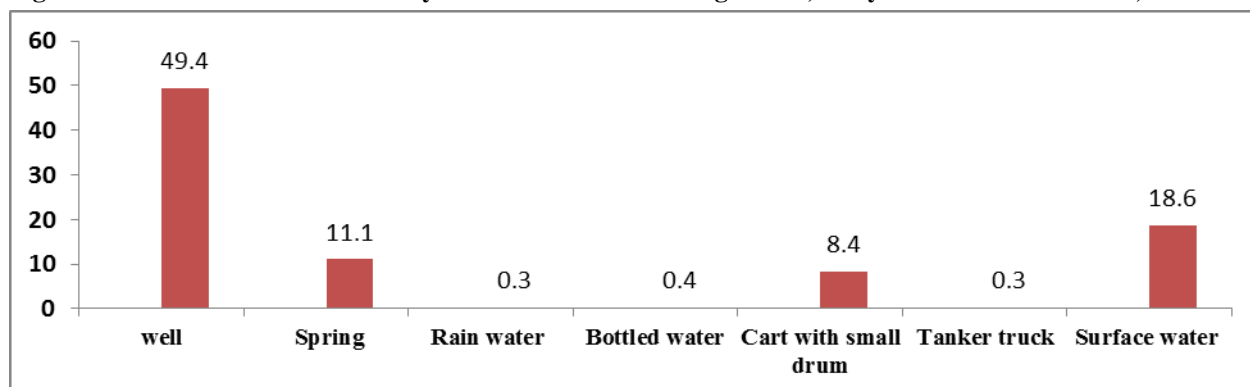 60
50
40
30
20
10
0
49.4
11.1
0.3
0.4
8.4
0.3
18.6
well
Spring
Rain water
Bottled water
Cart with small
drum
Tanker truck
Surface water